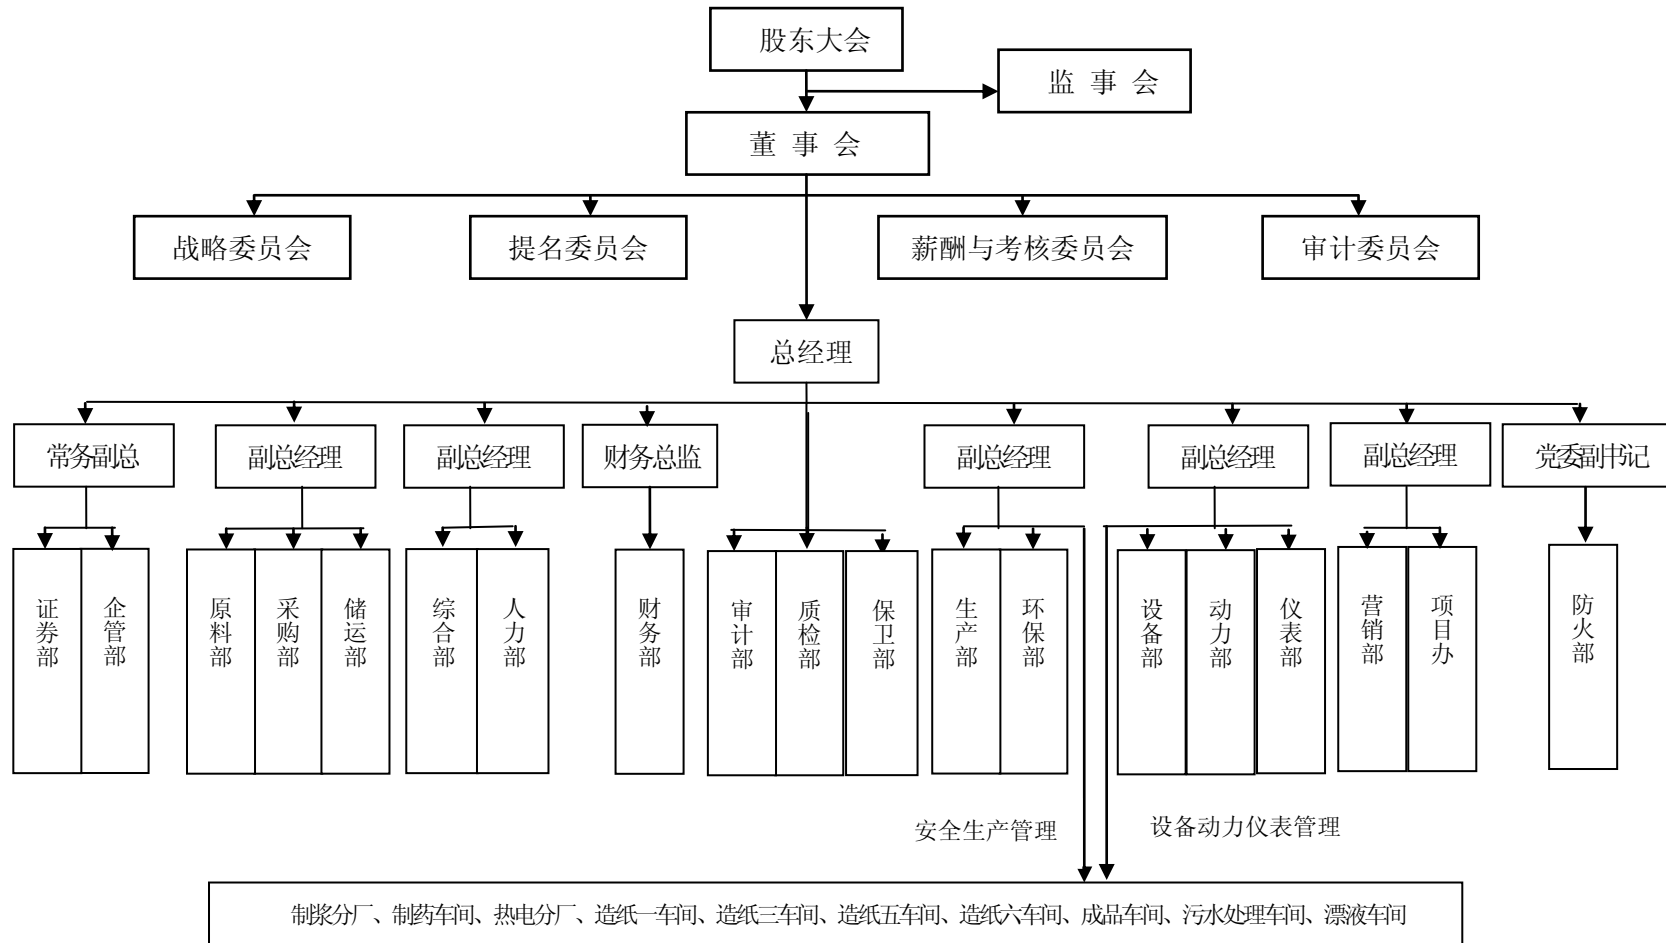 股东大会
监 事 会
董 事 会
战略委员会
提名委员会
薪酬与考核委员会
审计委员会
总经理
常务副总
副总经理
副总经理
财务总监
副总经理
副总经理
副总经理
党委副书记
证券部
企管部
原料部
采购部
储运部
综合部
人力部
财务部
审计部
质检部
保卫部
生产部
环保部
设备部
动力部
仪表部
营销部
项目办
防火部
安全生产管理
设备动力仪表管理
制浆分厂、制药车间、热电分厂、造纸一车间、造纸三车间、造纸五车间、造纸六车间、成品车间、污水处理车间、漂液车间